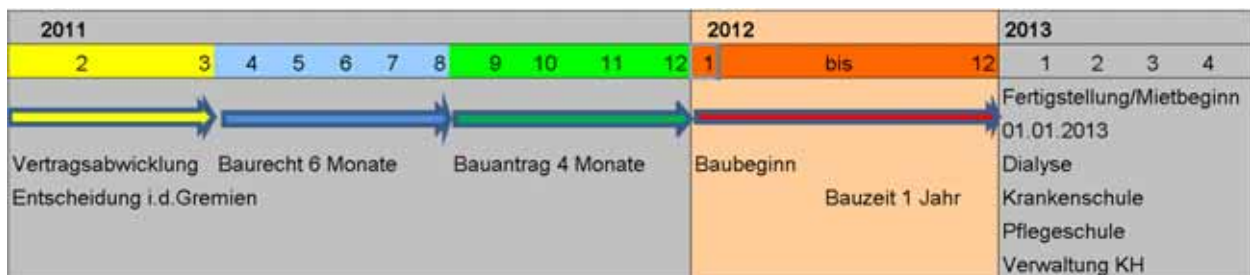 2011 2012 2013
2 3 4 5 6 7 8 9 10 11 12 1 bis 12 1 2 3 4
Fertigstellung/Mietbeginn
01.01.2013
Vertragsabwicklung Baurecht 6 Monate Bauantrag 4 Monate Baubeginn Dialyse
Entscheidung i.d.Gremien Bauzeit 1 Jahr Krankenschule
Pflegeschule
Verwaltung KH